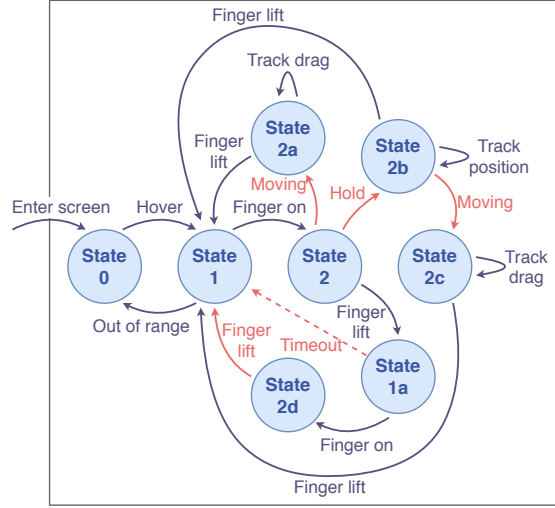 Finger lift
Track drag
State
2a
State
2b
Track
position
Finger
lift
Moving
Hold
Moving
Enter screen
Hover
Finger on
State
0
State
1
State
2
State
2c
Track
drag
Out of range
Finger
lift
Timeout
Finger
lift
State
2d
State
1a
Finger on
Finger lift